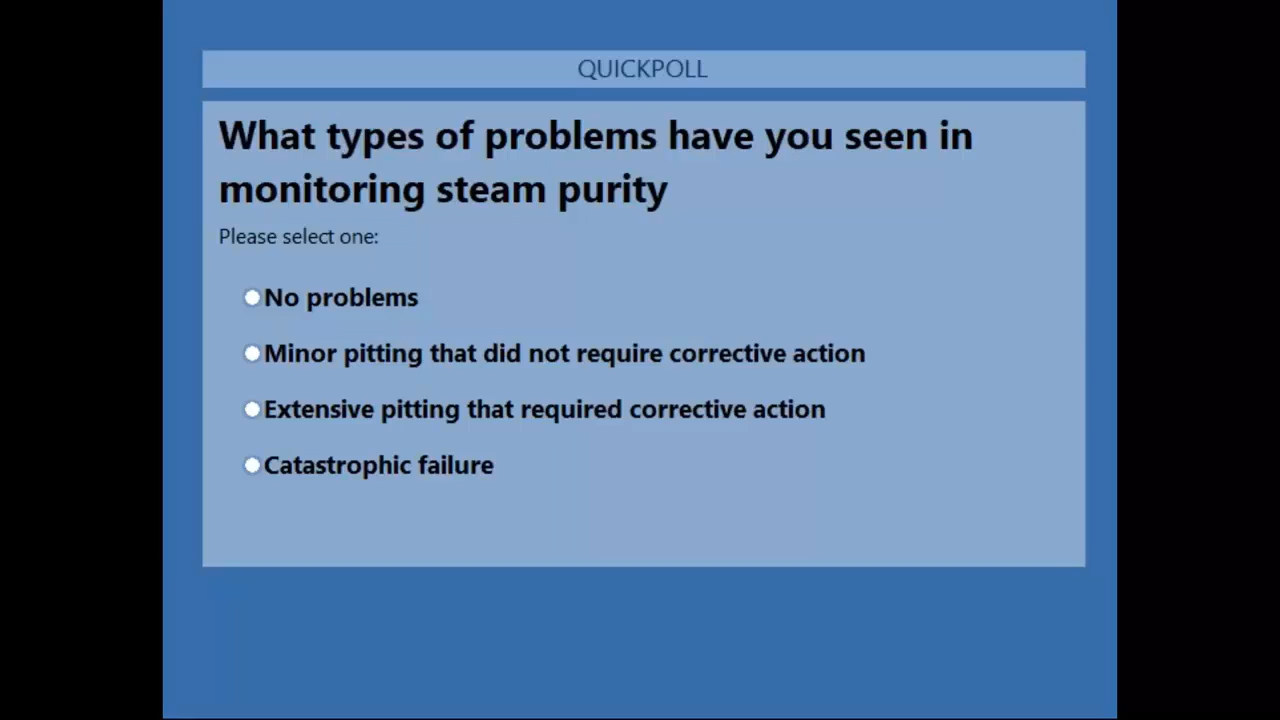 QUICKPOLL
What types of problems have you seen in
monitoring steam purity
Please select one:
No problems
Minor pitting that did not require corrective action
Extensive pitting that required corrective action
Catastrophic failure